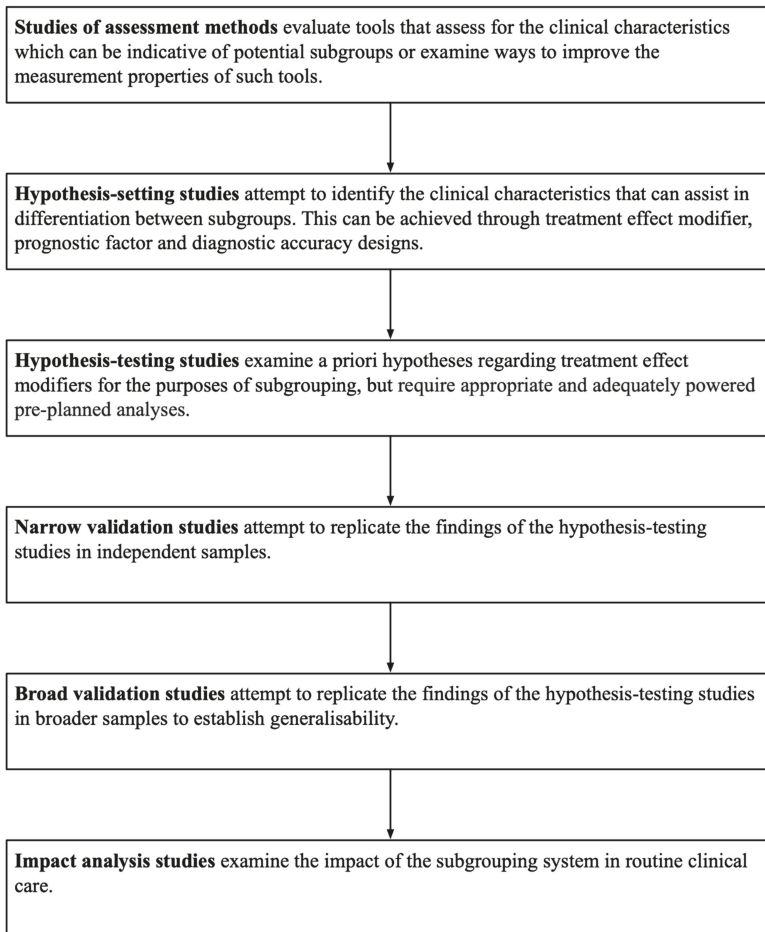 Studies of assessment methods evaluate tools that assess for the clinical characteristics
which can be indicative of potential subgroups or examine ways to improve the
measurement properties of such tools.
Hypothesis-setting studies attempt to identify the clinical characteristics that can assist in
differentiation between subgroups. This can be achieved through treatment effect modifier,
prognostic factor and diagnostic accuracy designs.
Hypothesis-testing studies examine a priori hypotheses regarding treatment effect
modifiers for the purposes of subgrouping, but require appropriate and adequately powered
pre-planned analyses.
Narrow validation studies attempt to replicate the findings of the hypothesis-testing
studies in independent samples.
Broad validation studies attempt to replicate the findings of the hypothesis-testing studies
in broader samples to establish generalisability.
Impact analysis studies examine the impact of the subgrouping system in routine clinical
care.